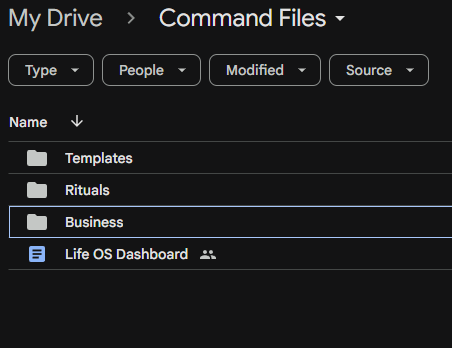 My Drive > Command Files
Type People Modified Source
Name
Templates
Rituals
Business
Life OS Dashboard